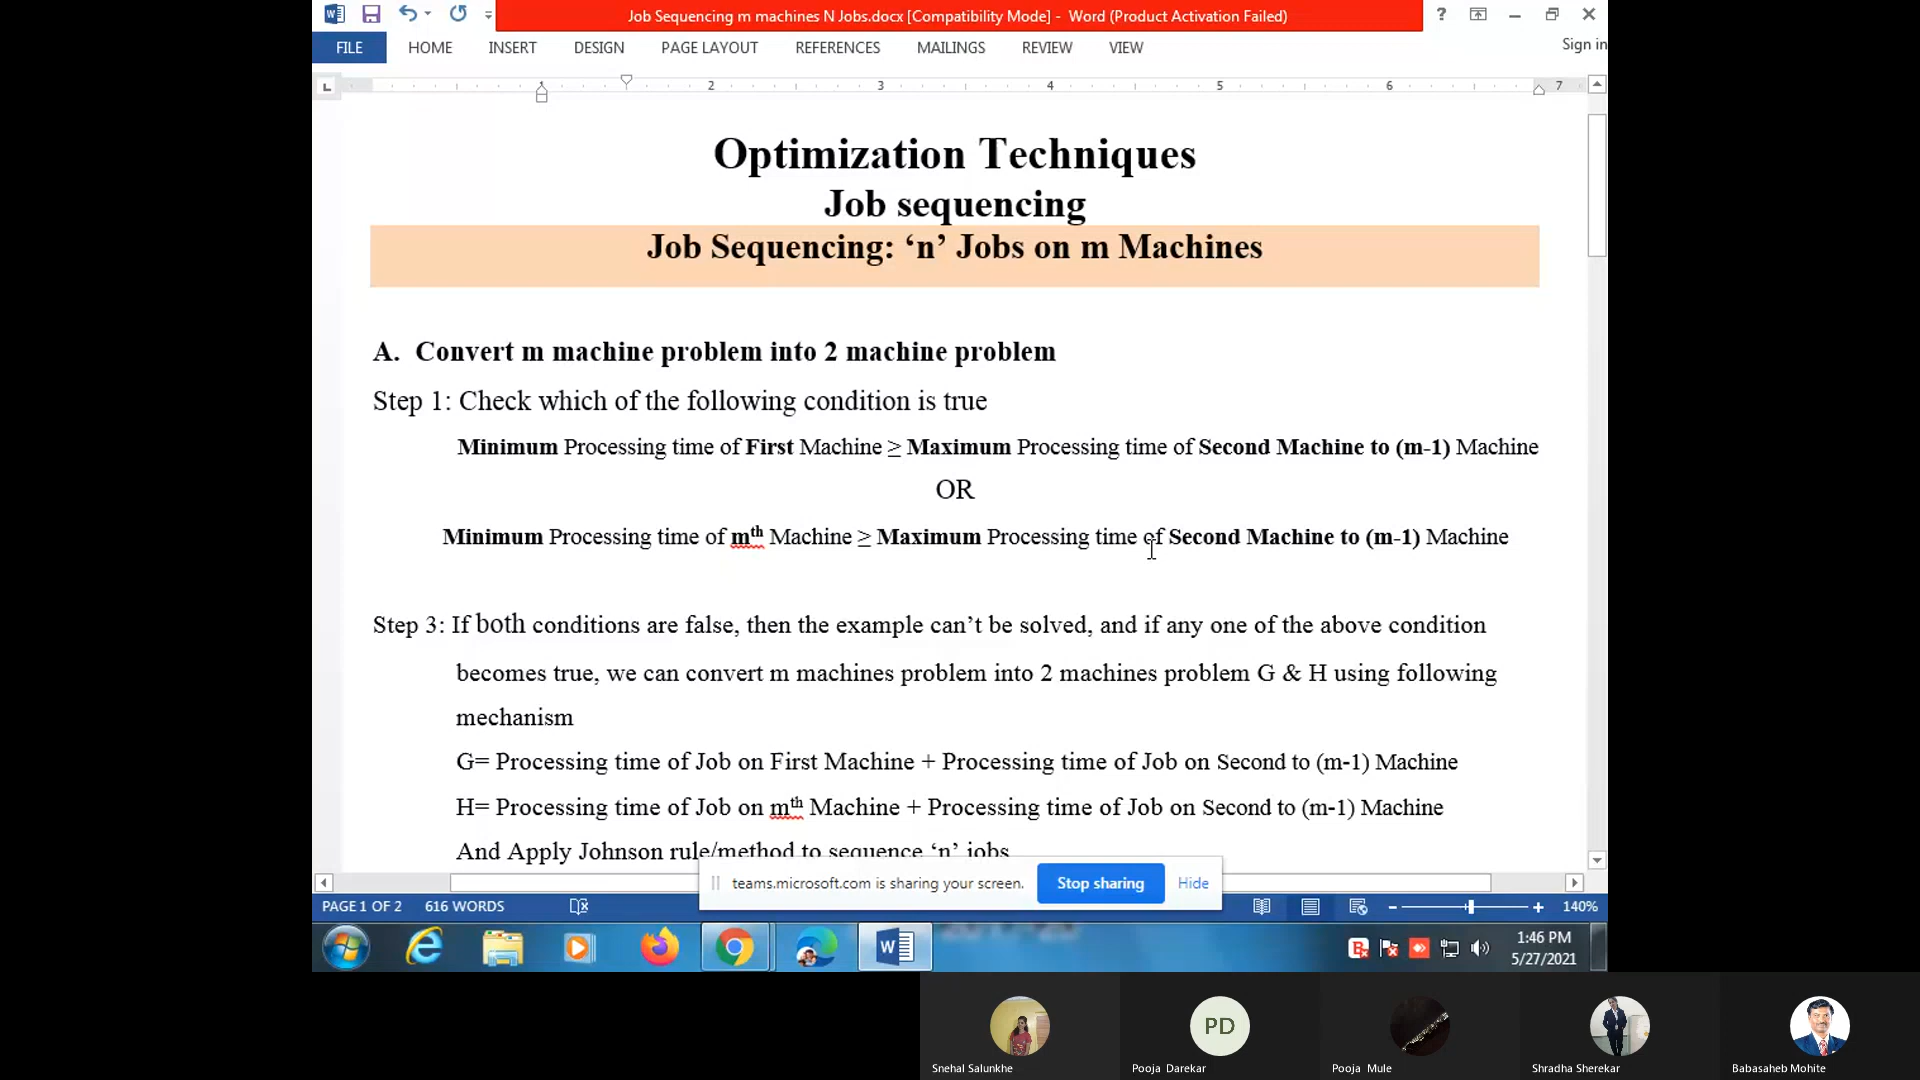 Job Sequencing m machines N Jobs.docx [Compatibility Mode] - Word (Product Activation Failed)
FILE HOME INSERT DESIGN PAGE LAYOUT REFERENCES MAILINGS REVIEW VIEW Sign in
1 2 3 4 5 6 7
Optimization Techniques
Job sequencing
Job Sequencing: ‘n’ Jobs on m Machines
A. Convert m machine problem into 2 machine problem
Step 1: Check which of the following condition is true
Minimum Processing time of First Machine ≥ Maximum Processing time of Second Machine to (m-1) Machine
OR
Minimum Processing time of mth Machine ≥ Maximum Processing time of Second Machine to (m-1) Machine
Step 3: If both conditions are false, then the example can’t be solved, and if any one of the above condition
becomes true, we can convert m machines problem into 2 machines problem G & H using following
mechanism
G= Processing time of Job on First Machine + Processing time of Job on Second to (m-1) Machine
H= Processing time of Job on mth Machine + Processing time of Job on Second to (m-1) Machine
And Apply Johnson rule/method to sequence ‘n’ jobs
teams.microsoft.com is sharing your screen. Stop sharing Hide
PAGE 1 OF 2 616 WORDS 140%
1:46 PM
5/27/2021
PD
Snehal Salunkhe Pooja Darekar Pooja Mule Shradha Sherekar Babasaheb Mohite